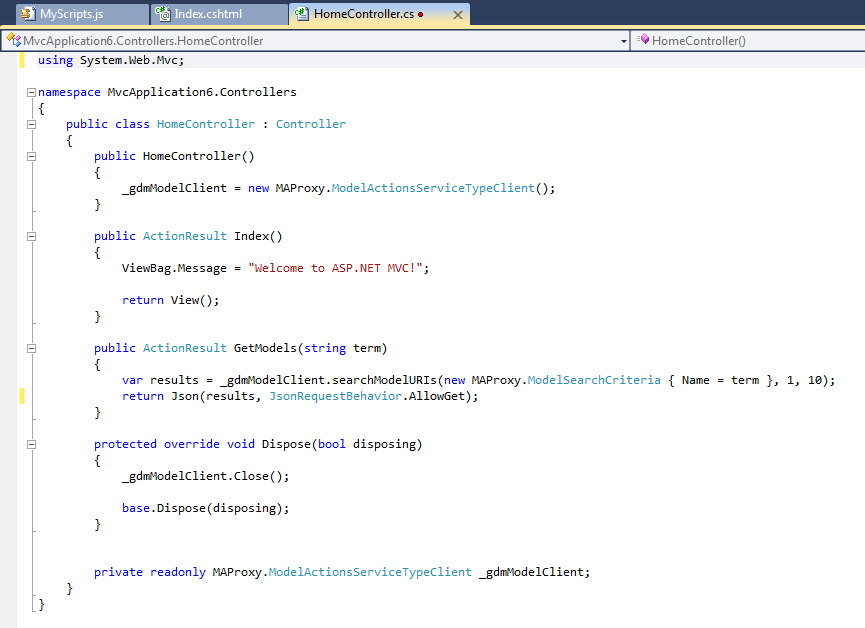 MyScripts.js Index.cshtml HomeController.cs
MvcApplication6.Controllers.HomeController HomeController()
using System.Web.Mvc;
namespace MvcApplication6.Controllers
{
public class HomeController : Controller
{
public HomeController()
{
_gdmModelClient = new MAProxy.ModelActionsServiceTypeClient();
}
public ActionResult Index()
{
ViewBag.Message = "Welcome to ASP.NET MVC!";
return View();
}
public ActionResult GetModels(string term)
{
var results = _gdmModelClient.searchModelURIs(new MAProxy.ModelSearchCriteria { Name = term }, 1, 10);
return Json(results, JsonRequestBehavior.AllowGet);
}
protected override void Dispose(bool disposing)
{
_gdmModelClient.Close();
base.Dispose(disposing);
}
private readonly MAProxy.ModelActionsServiceTypeClient _gdmModelClient;
}
}